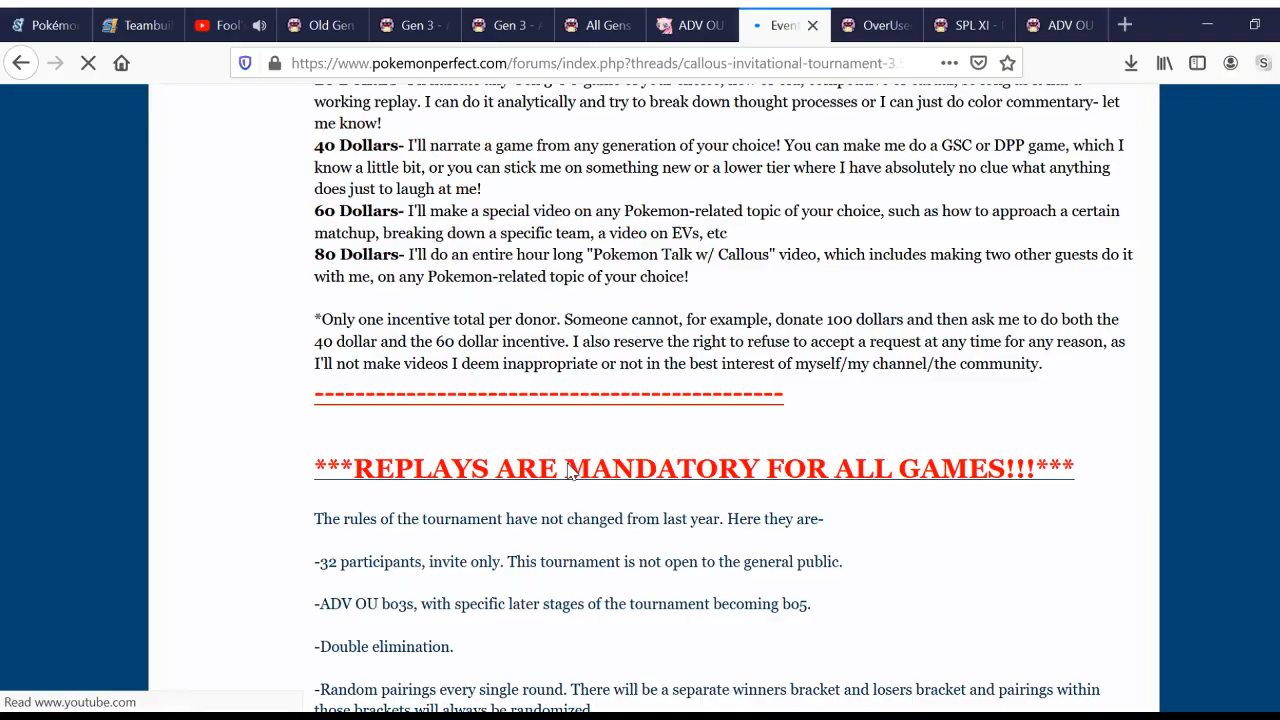 Pokémo
Teambuil
Fool'
Old Gen
Gen 3 - A
Gen 3 - A
All Gens
ADV OU
Even
OverUse
SPL XI -
ADV OU
https://www.pokemonperfect.com/forums/index.php?threads/callous-invitational-tournament-3.5
working replay. I can do it analytically and try to break down thought processes or I can just do color commentary- let
me know!
40 Dollars- I'll narrate a game from any generation of your choice! You can make me do a GSC or DPP game, which I
know a little bit, or you can stick me on something new or a lower tier where I have absolutely no clue what anything
does just to laugh at me!
60 Dollars- I'll make a special video on any Pokemon-related topic of your choice, such as how to approach a certain
matchup, breaking down a specific team, a video on EVs, etc
80 Dollars- I'll do an entire hour long "Pokemon Talk w/ Callous" video, which includes making two other guests do it
with me, on any Pokemon-related topic of your choice!
*Only one incentive total per donor. Someone cannot, for example, donate 100 dollars and then ask me to do both the
40 dollar and the 60 dollar incentive. I also reserve the right to refuse to accept a request at any time for any reason, as
I'll not make videos I deem inappropriate or not in the best interest of myself/my channel/the community.
----------------------------------------------
***REPLAYS ARE MANDATORY FOR ALL GAMES!!!***
The rules of the tournament have not changed from last year. Here they are-
-32 participants, invite only. This tournament is not open to the general public.
-ADV OU bo3s, with specific later stages of the tournament becoming bo5.
-Double elimination.
-Random pairings every single round. There will be a separate winners bracket and losers bracket and pairings within
those brackets will always be randomized.
Read www.youtube.com